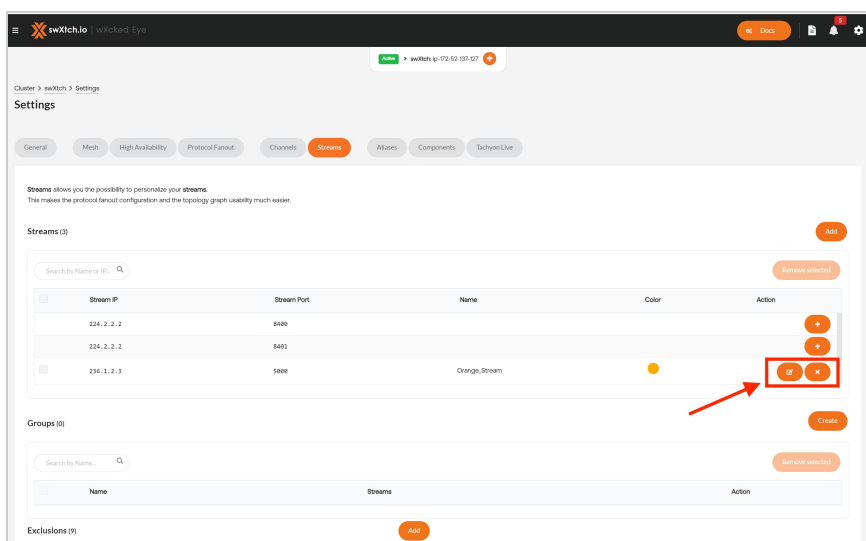 swXtch.io | wXcked Eye
Docs
5
Active > swXtch: ip-172-52-137-127
Cluster > swXtch > Settings
Settings
General Mesh High Availability Protocol Fanout Channels Streams Aliases Components Tachyon Live
Streams allows you the possibility to personalize your streams.
This makes the protocol fanout configuration and the topology graph usability much easier.
Streams (3) Add
Search by Name or IP... Remove selected
Stream IP Stream Port Name Color Action
224.2.2.2 8400
224.2.2.2 8401
236.1.2.3 5000 Orange_Stream
Groups (0) Create
Search by Name... Remove selected
Name Streams Action
Exclusions (9) Add